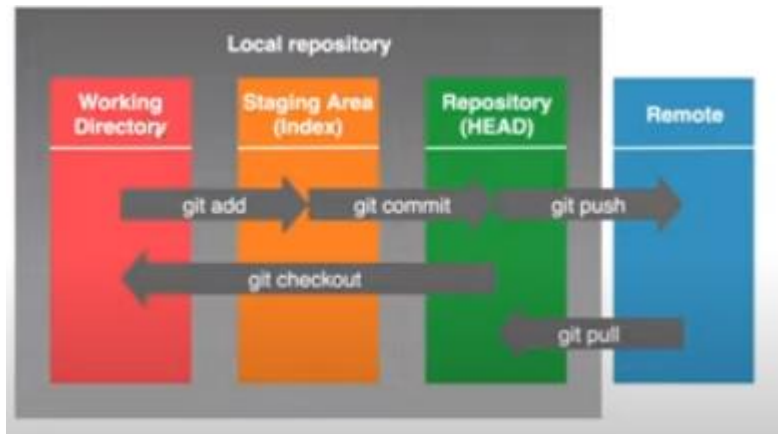 Local repository
Working
Directory
Staging Area
(Index)
Repository
(HEAD)
Remote
git add
git commit
git push
git checkout
git pull